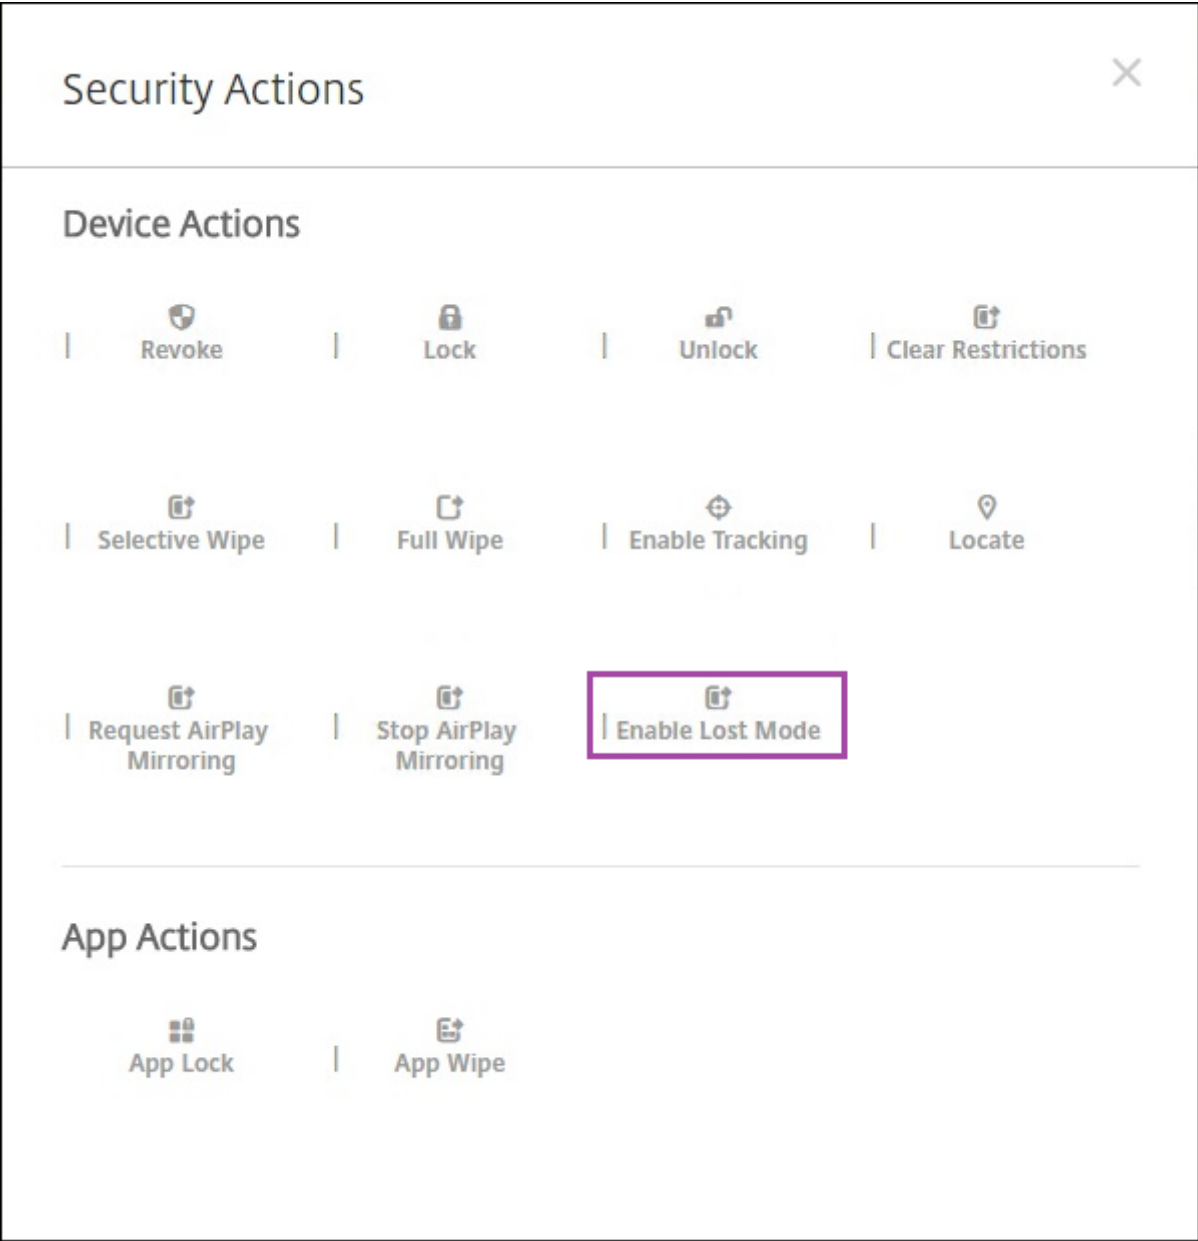 Security Actions
Device Actions
Revoke
Lock
Unlock
Clear Restrictions
Selective Wipe
Full Wipe
Enable Tracking
Locate
Request AirPlay
Mirroring
Stop AirPlay
Mirroring
Enable Lost Mode
App Actions
App Lock
App Wipe